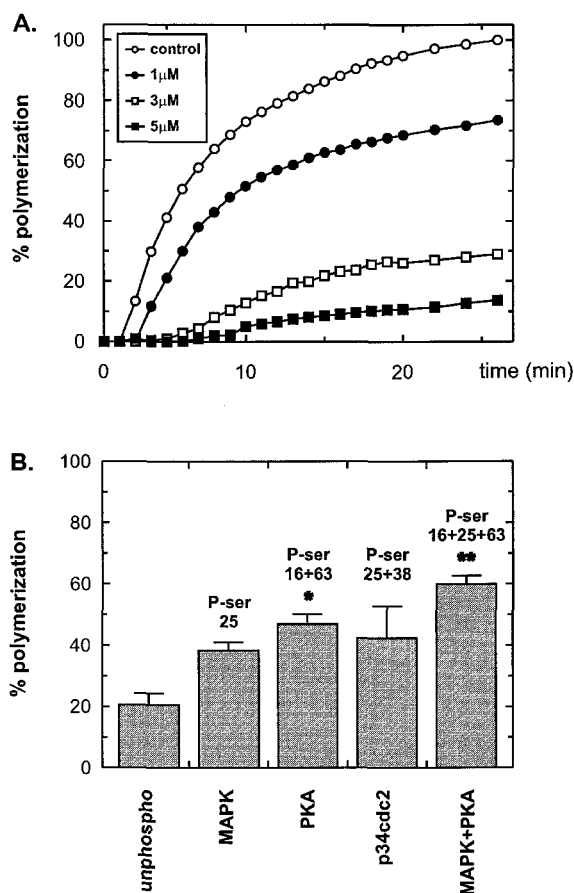 A.
control
1μM
3μM
5μM
% polymerization
100
80
60
40
20
0
0
10
20
time (min)
B.
% polymerization
100
80
60
40
20
0
P-ser
25
P-ser
16+63
*
P-ser
25+38
P-ser
16+25+63
**
unphospho
MAPK
PKA
p34cdc2
MAPK+PKA